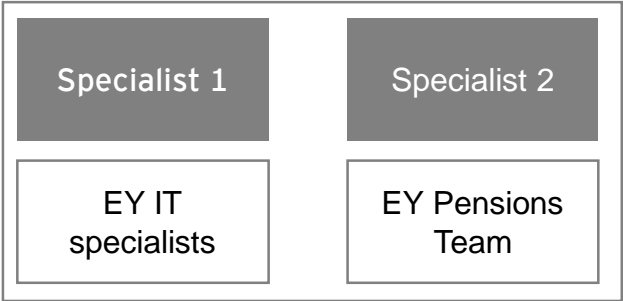 Specialist 1
Specialist 2
EY IT
specialists
EY Pensions
Team